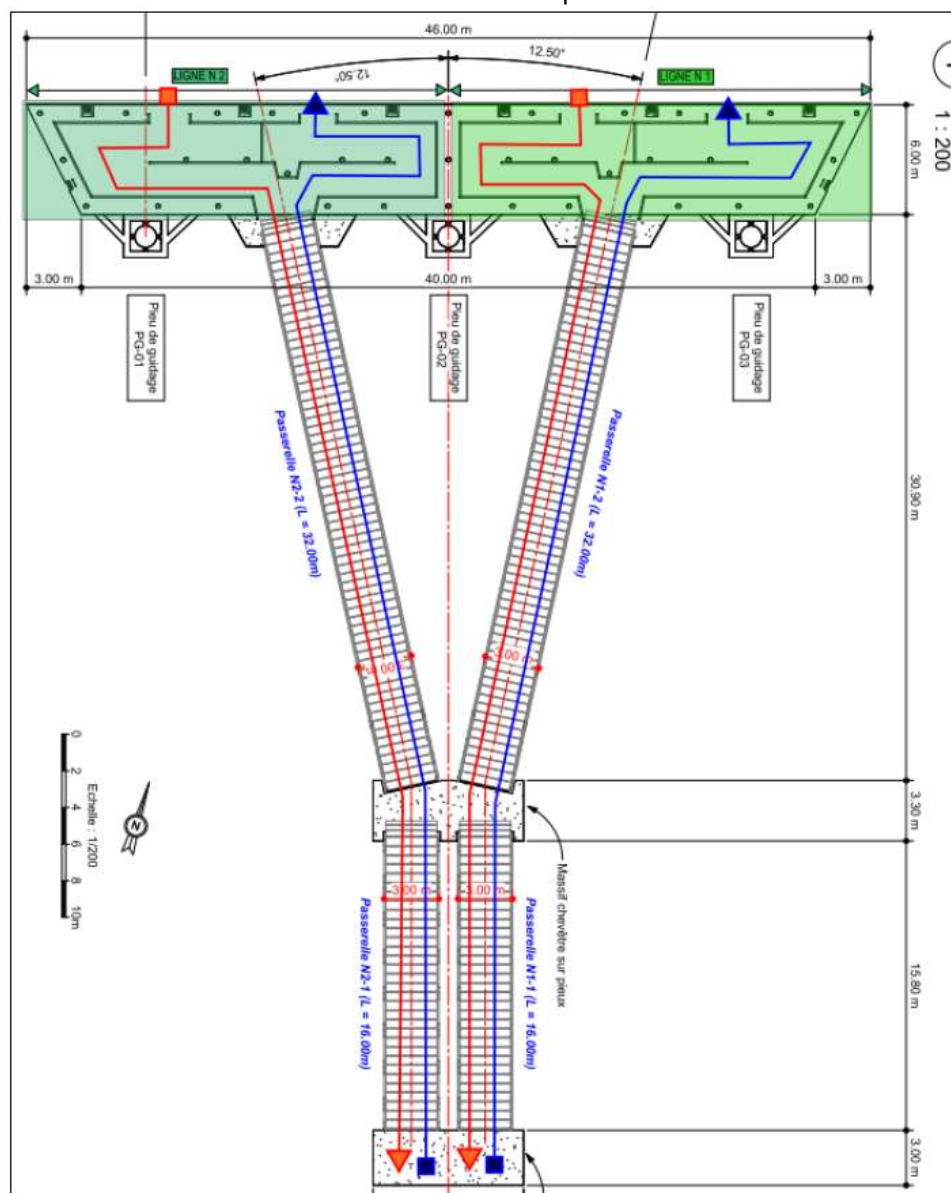 46.00 m
12.50°
12.50°
LIGNE N 2
LIGNE N 1
1 : 200
6.00 m
3.00 m
40.00 m
3.00 m
Pieu de guidage
PG-01
Pieu de guidage
PG-02
Pieu de guidage
PG-03
Passerelle N2-2 (L = 32.00m)
Passerelle N1-2 (L = 32.00m)
30.90 m
3.00 m
3.00 m
0 2 4 6 8 10m
Echelle : 1/200
N
3.30 m
Massif chevêtre sur pieux
3.00 m
3.00 m
Passerelle N2-1 (L = 16.00m)
Passerelle N1-1 (L = 16.00m)
15.80 m
3.00 m